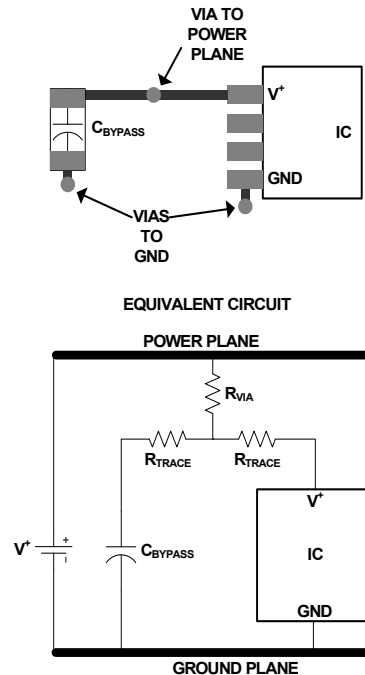 VIA TO
POWER
PLANE
V+
CBYPASS
IC
GND
VIAS
TO
GND
EQUIVALENT CIRCUIT
POWER PLANE
RVIA
RTRACE
RTRACE
V+
V+
+
-
CBYPASS
IC
GND
GROUND PLANE